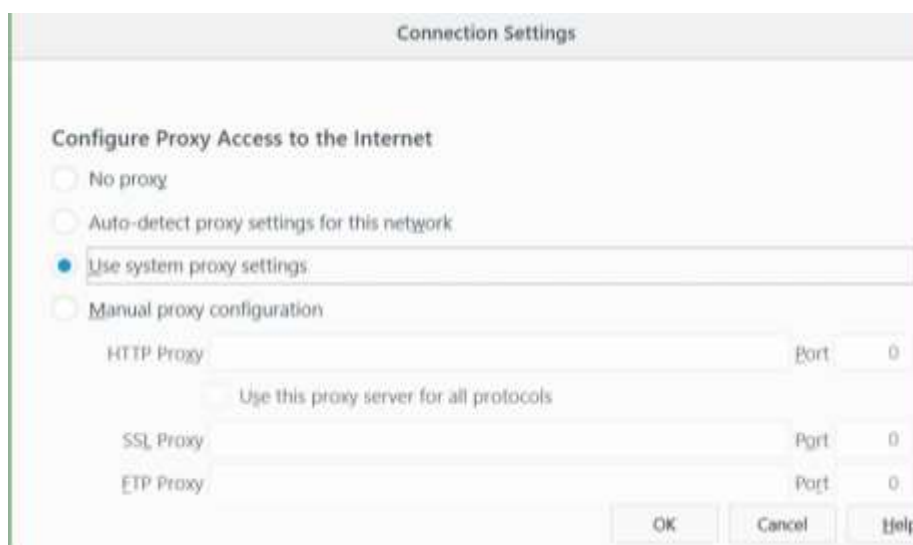 Connection Settings
Configure Proxy Access to the Internet
No proxy
Auto-detect proxy settings for this network
Use system proxy settings
Manual proxy configuration
HTTP Proxy Port 0
Use this proxy server for all protocols
SSL Proxy Port 0
FTP Proxy Port 0
OK Cancel Help